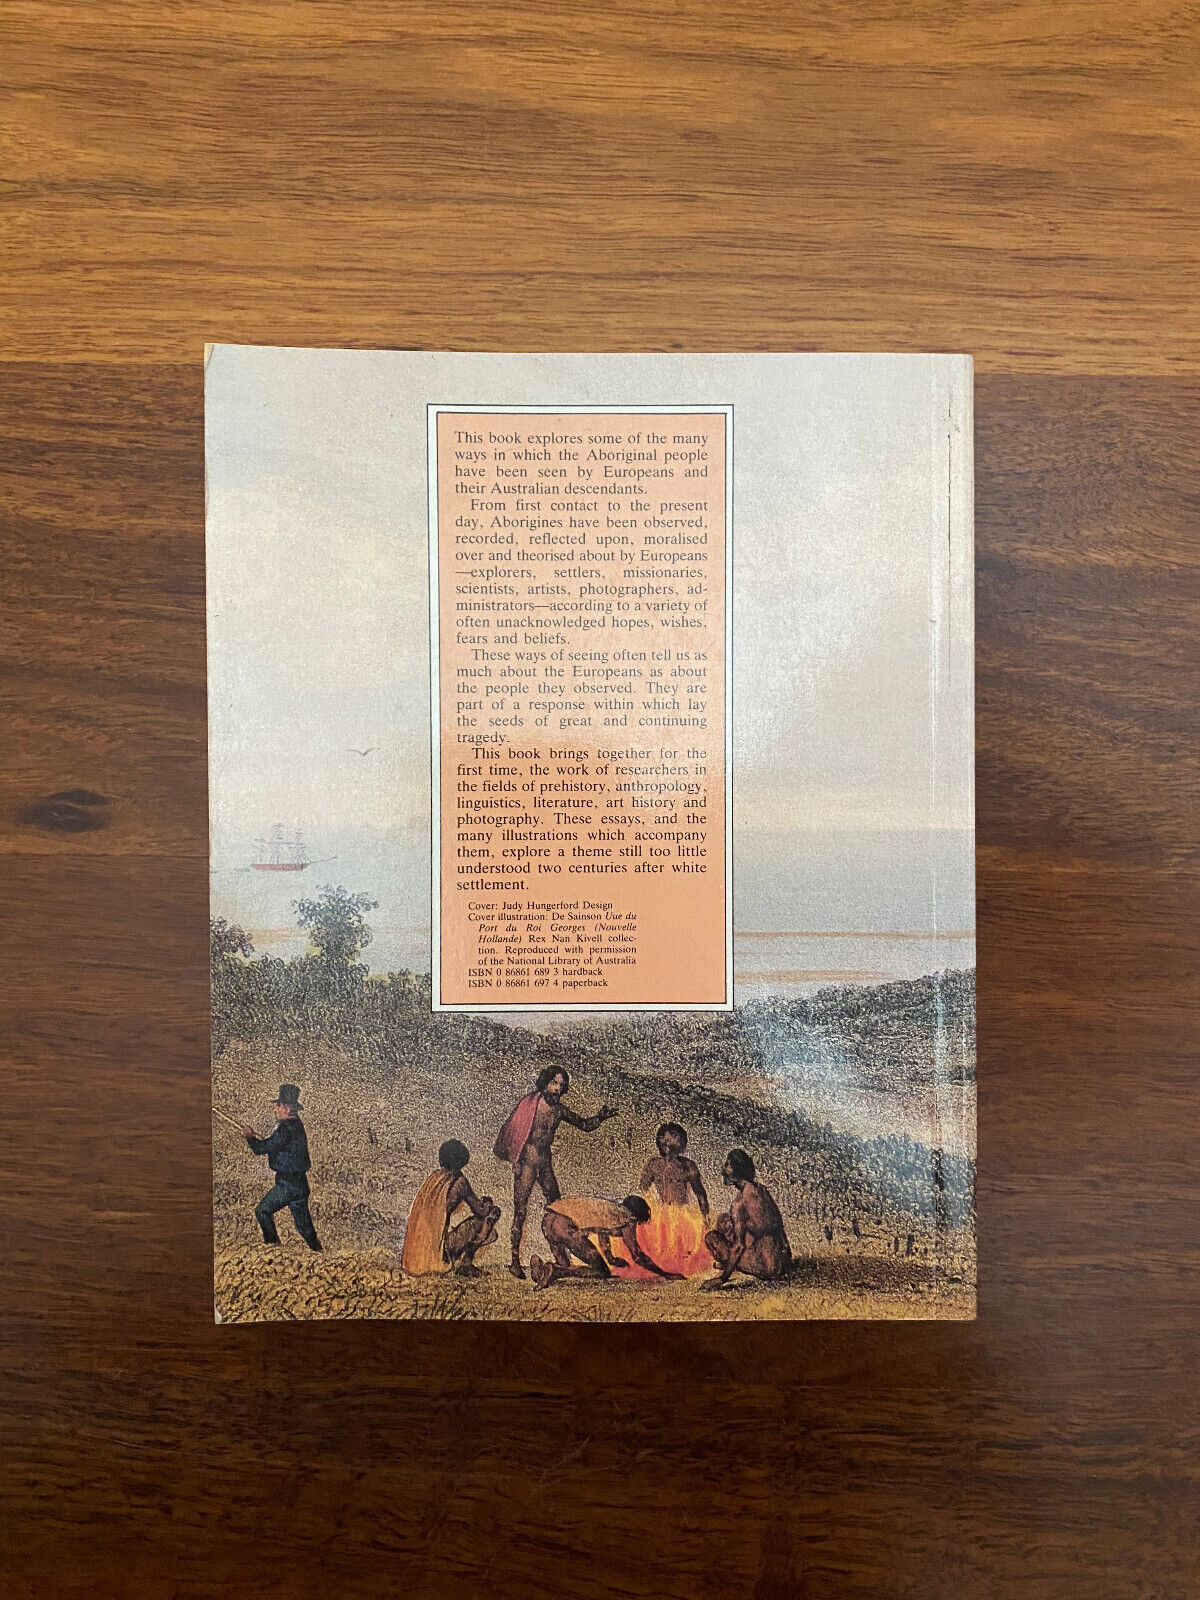 This book explores some of the many
ways in which the Aboriginal people
have been seen by Europeans and
their Australian descendants.
From first contact to the present
day, Aborigines have been observed,
recorded, reflected upon, moralised
over and theorised about by Europeans
—explorers, settlers, missionaries,
scientists, artists, photographers, ad-
ministrators—according to a variety of
often unacknowledged hopes, wishes,
fears and beliefs.
These ways of seeing often tell us as
much about the Europeans as about
the people they observed. They are
part of a response within which lay
the seeds of great and continuing
tragedy.
This book brings together for the
first time, the work of researchers in
the fields of prehistory, anthropology,
linguistics, literature, art history and
photography. These essays, and the
many illustrations which accompany
them, explore a theme still too little
understood two centuries after white
settlement.
Cover: Judy Hungerford Design
Cover illustration: De Sainson Uue du
Port du Roi Georges (Nouvelle
Hollande) Rex Nan Kivell collec-
tion. Reproduced with permission
of the National Library of Australia
ISBN 0 86861 689 3 hardback
ISBN 0 86861 697 4 paperback